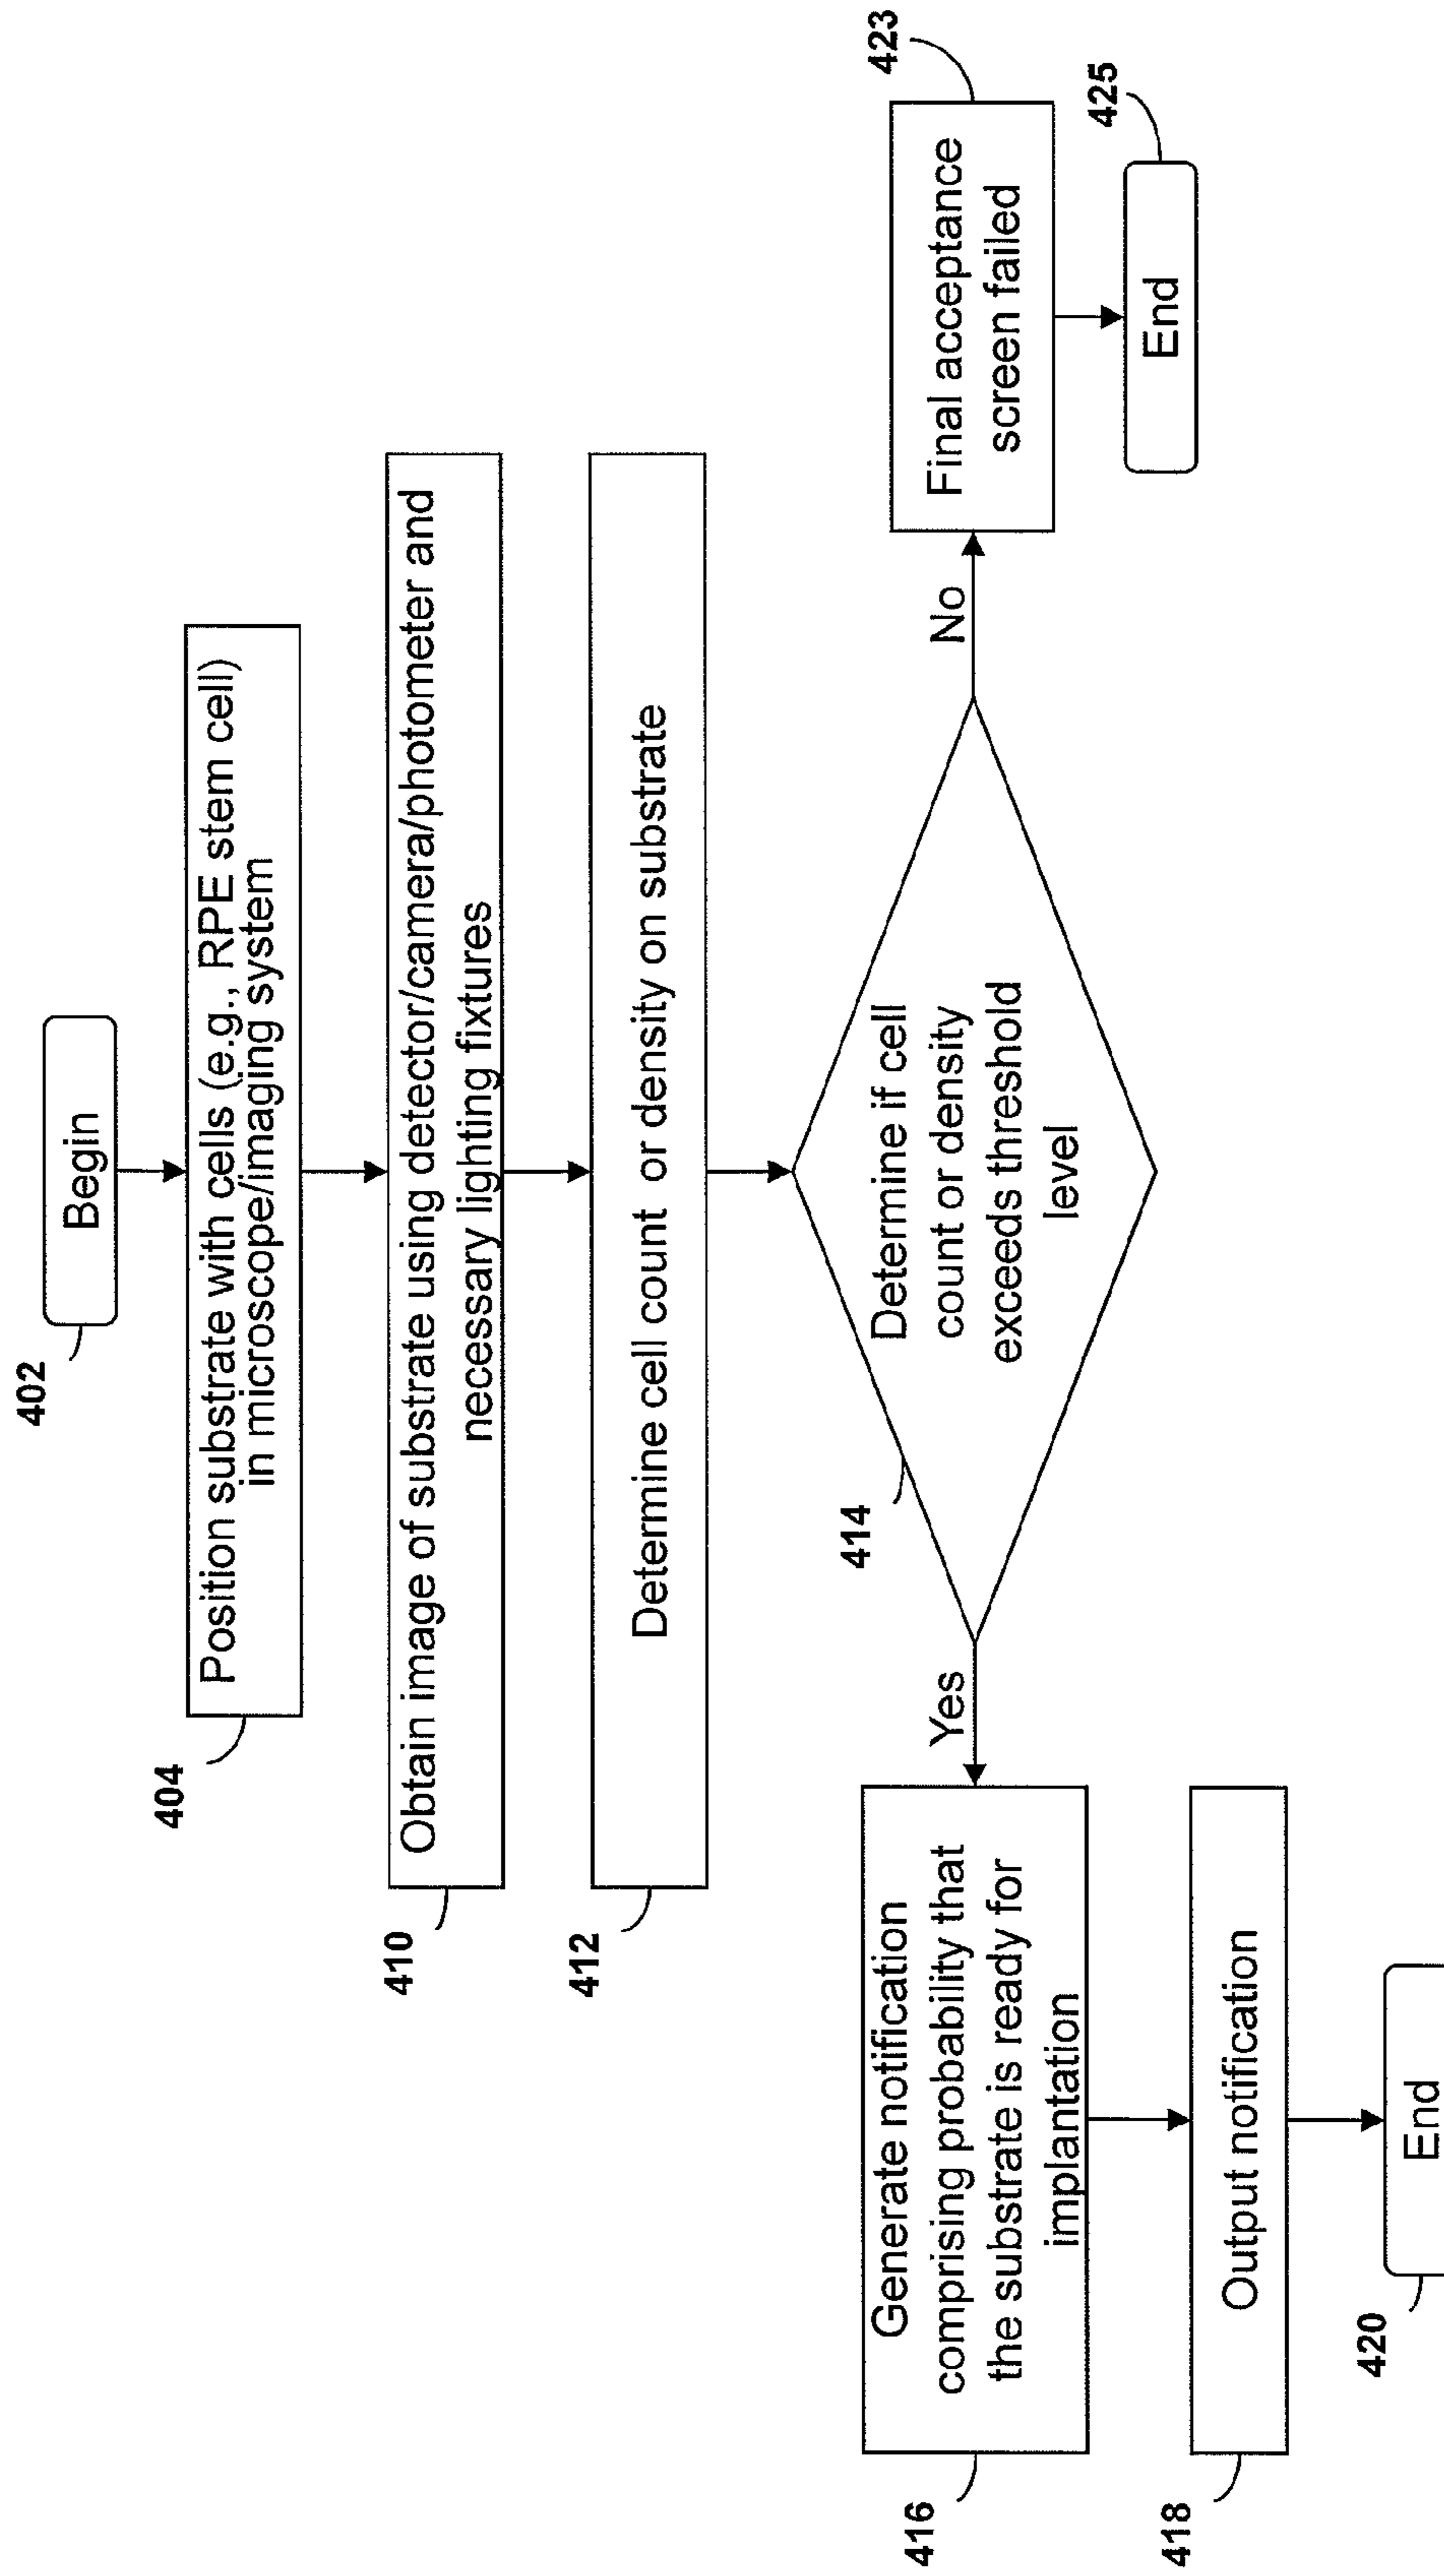 402
Begin
404
Position substrate with cells (e.g., RPE stem cell)
in microscope/imaging system
410
Obtain image of substrate using detector/camera/photometer and
necessary lighting fixtures
412
Determine cell count or density on substrate
414
Determine if cell
count or density
exceeds threshold
level
Yes
No
416
Generate notification
comprising probability that
the substrate is ready for
implantation
418
Output notification
420
End
423
Final acceptance
screen failed
425
End